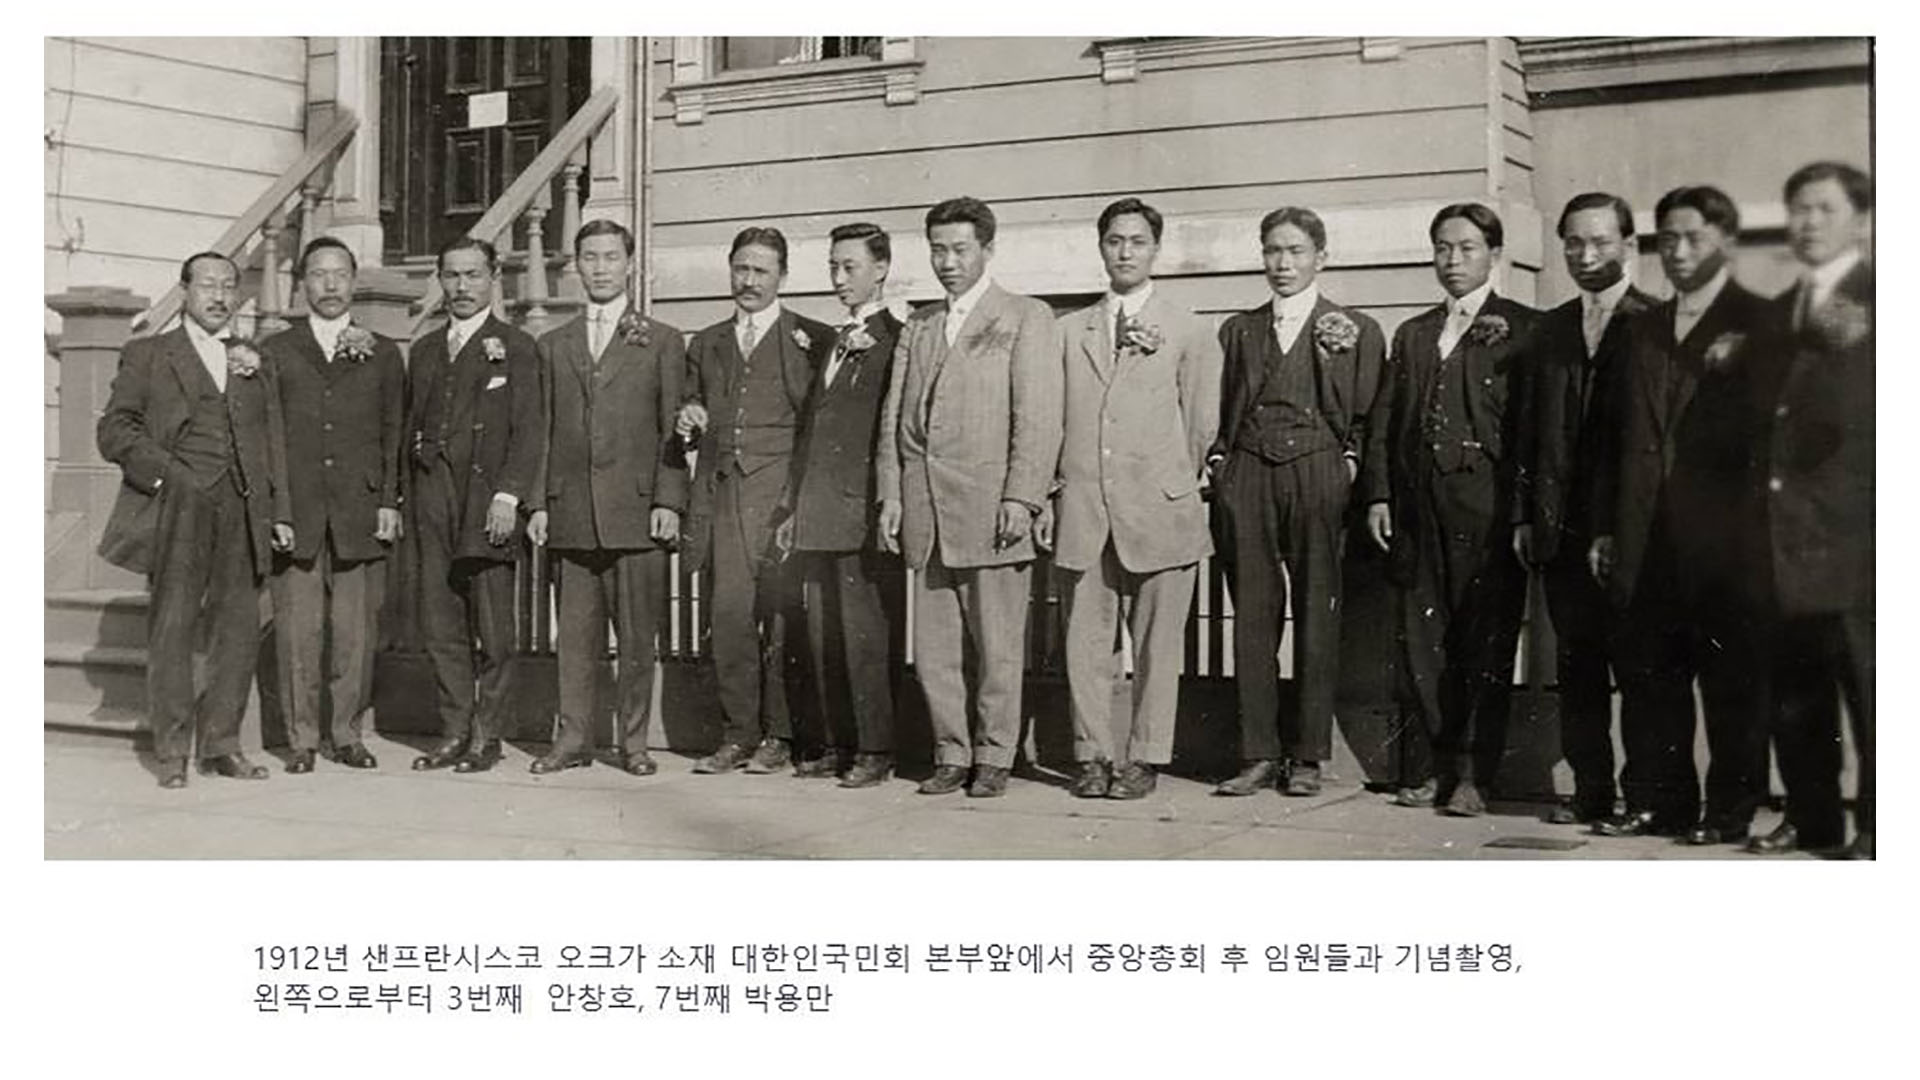 1912년 샌프란시스코 오크가 소재 대한인국민회 본부앞에서 중앙총회 후 임원들과 기념촬영,
왼쪽으로부터 3번째 안창호, 7번째 박용만